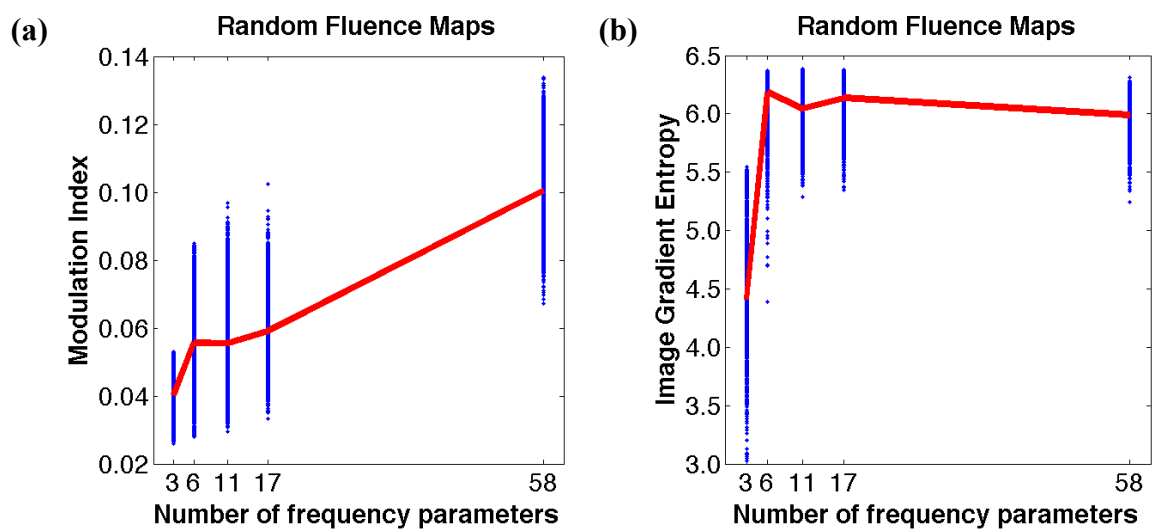 (a)
Random Fluence Maps
Modulation Index
0.14
0.12
0.10
0.08
0.06
0.04
0.02
3 6 11 17 58
Number of frequency parameters
(b)
Random Fluence Maps
Image Gradient Entropy
6.5
6.0
5.5
5.0
4.5
4.0
3.5
3.0
3 6 11 17 58
Number of frequency parameters